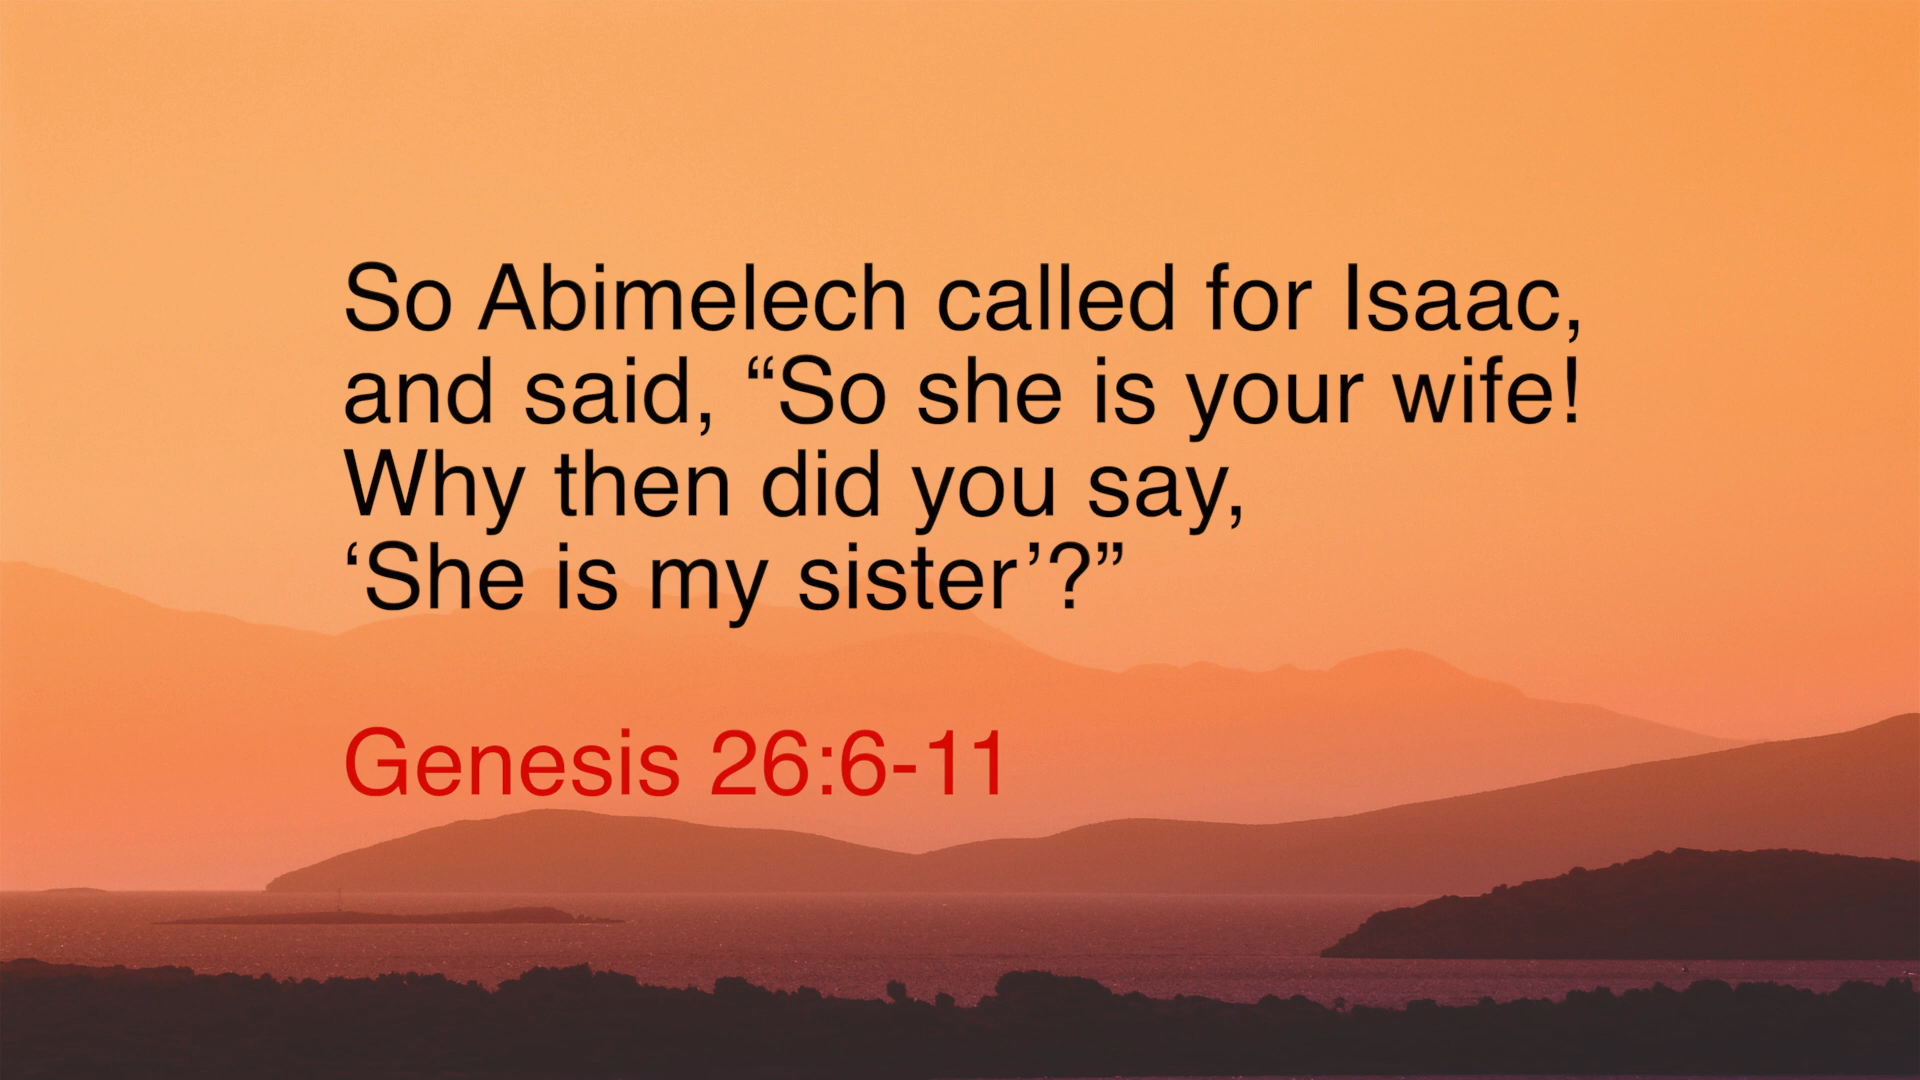 So Abimelech called for Isaac,
and said, “So she is your wife!
Why then did you say,
‘She is my sister’?”
Genesis 26:6-11